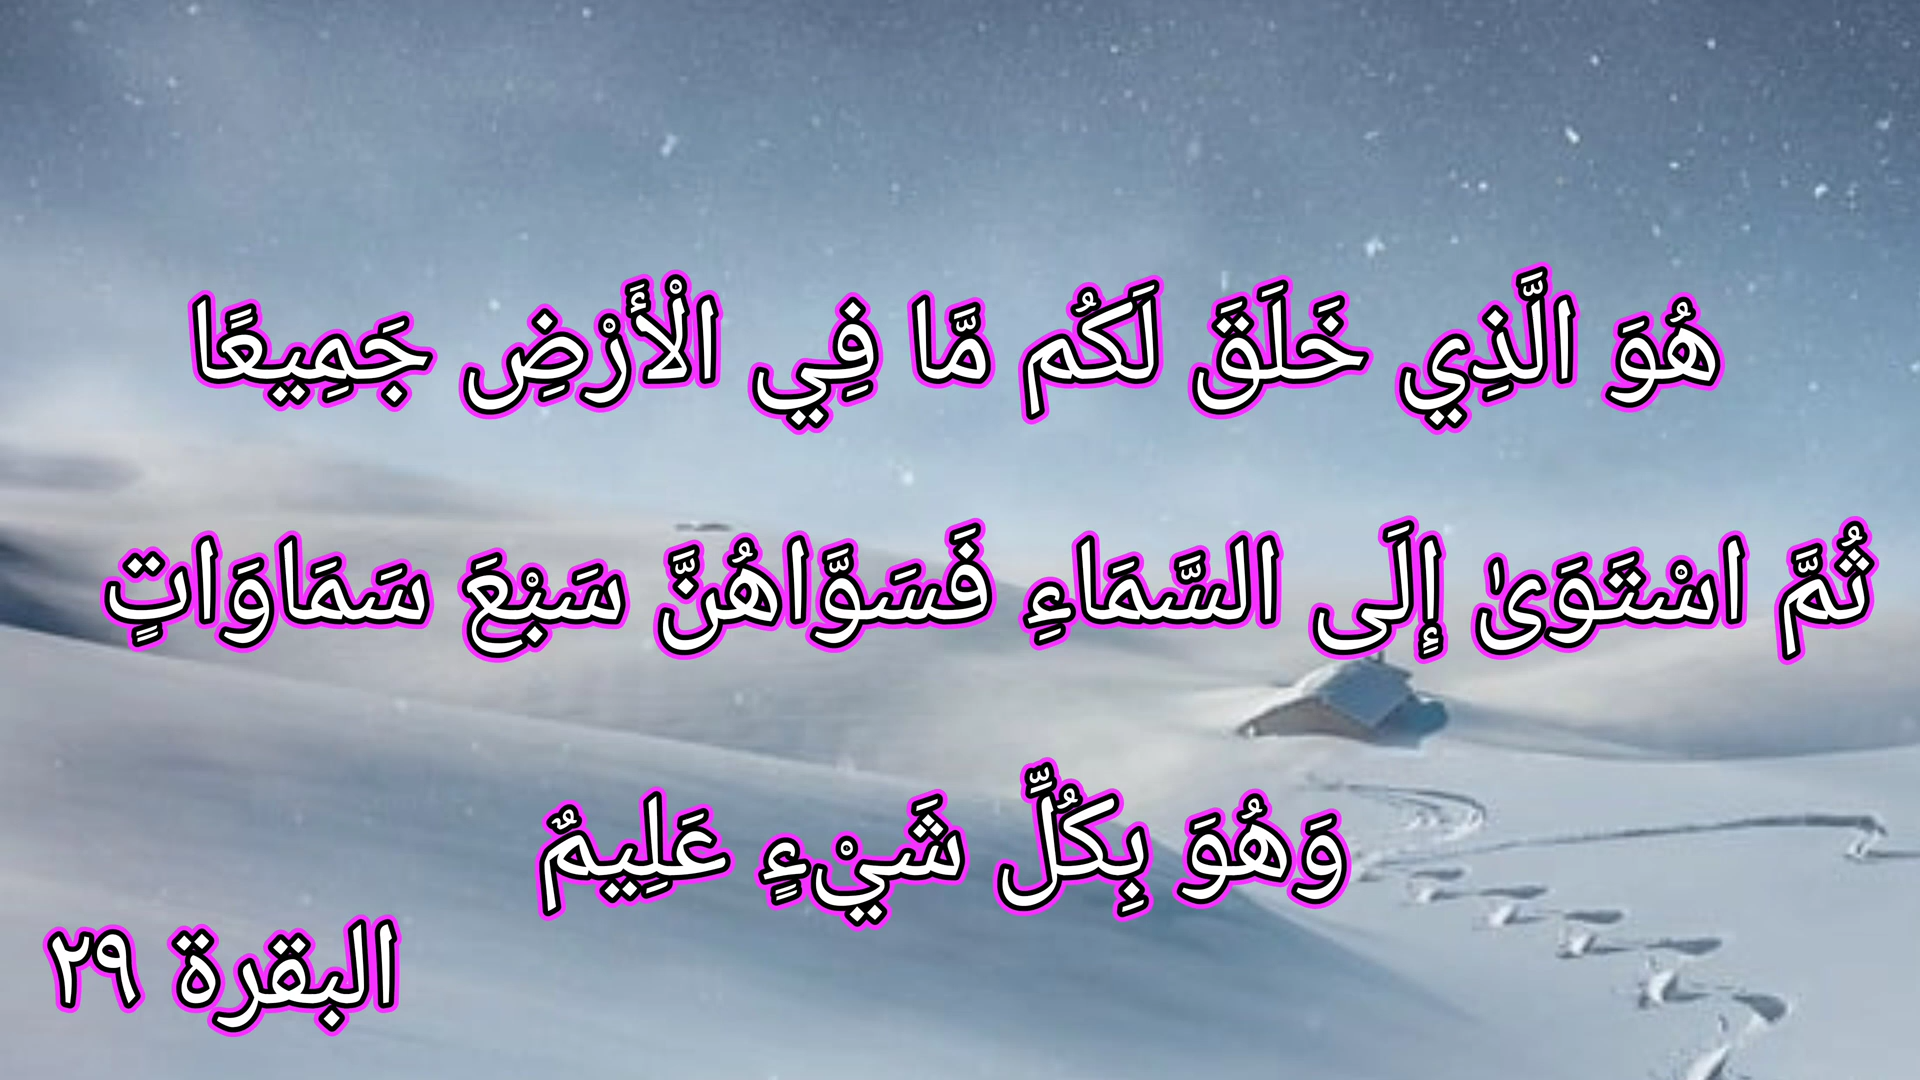 هُوَ الَّذِي خَلَقَ لَكُم مَّا فِي الْأَرْضِ جَمِيعًا
ثُمَّ اسْتَوَىٰ إِلَى السَّمَاءِ فَسَوَّاهُنَّ سَبْعَ سَمَاوَاتٍ
وَهُوَ بِكُلِّ شَيْءٍ عَلِيمٌ
البقرة ٢٩